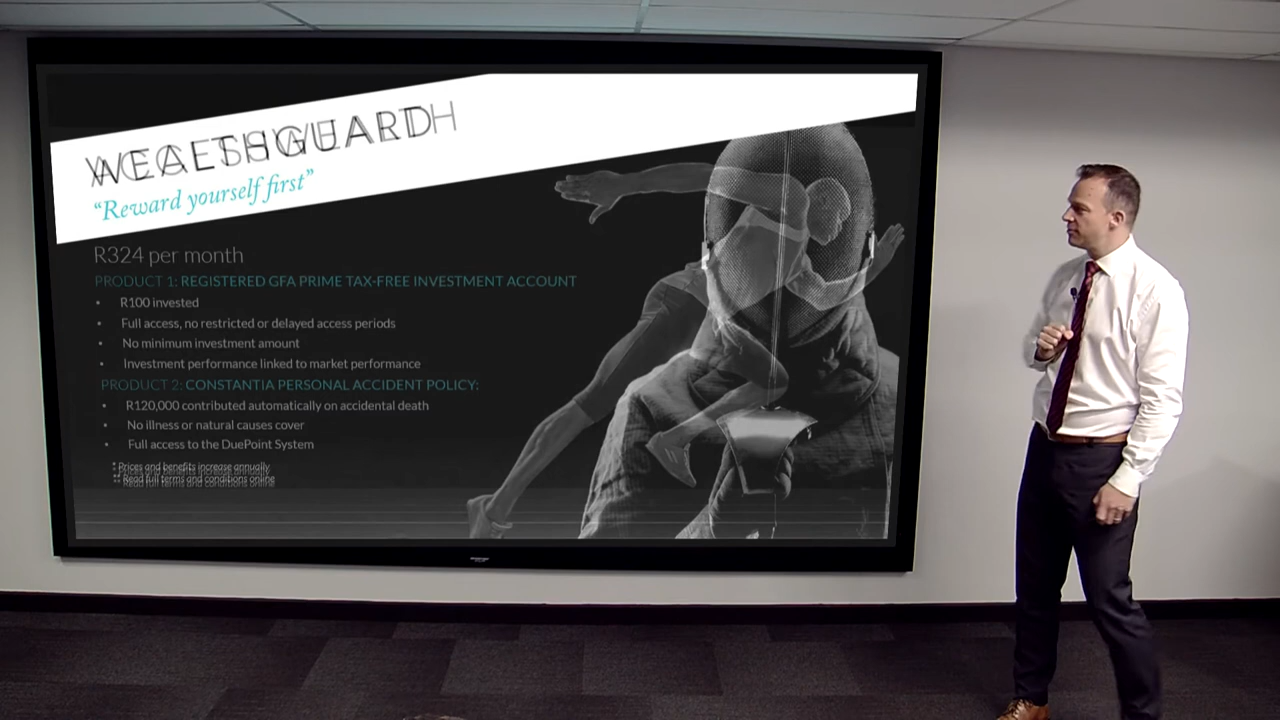 WEALTHGUARD
“Reward yourself first”
R324 per month
PRODUCT 1: REGISTERED GFA PRIME TAX-FREE INVESTMENT ACCOUNT
• R100 invested
• Full access, no restricted or delayed access periods
• No minimum investment amount
• Investment performance linked to market performance
PRODUCT 2: CONSTANTIA PERSONAL ACCIDENT POLICY:
• R120,000 contributed automatically on accidental death
• No illness or natural causes cover
• Full access to the DuePoint System
* Prices and benefits increase annually
** Read full terms and conditions online